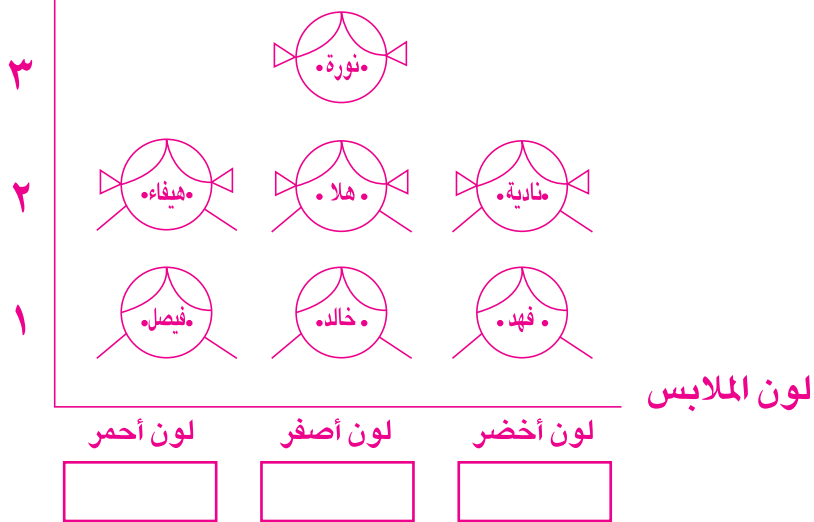 ٣
نورة
٢
نادية
هلا
هيفاء
١
فهد
خالد
فيصل
لون الملابس
لون أخضر
لون أصفر
لون أحمر